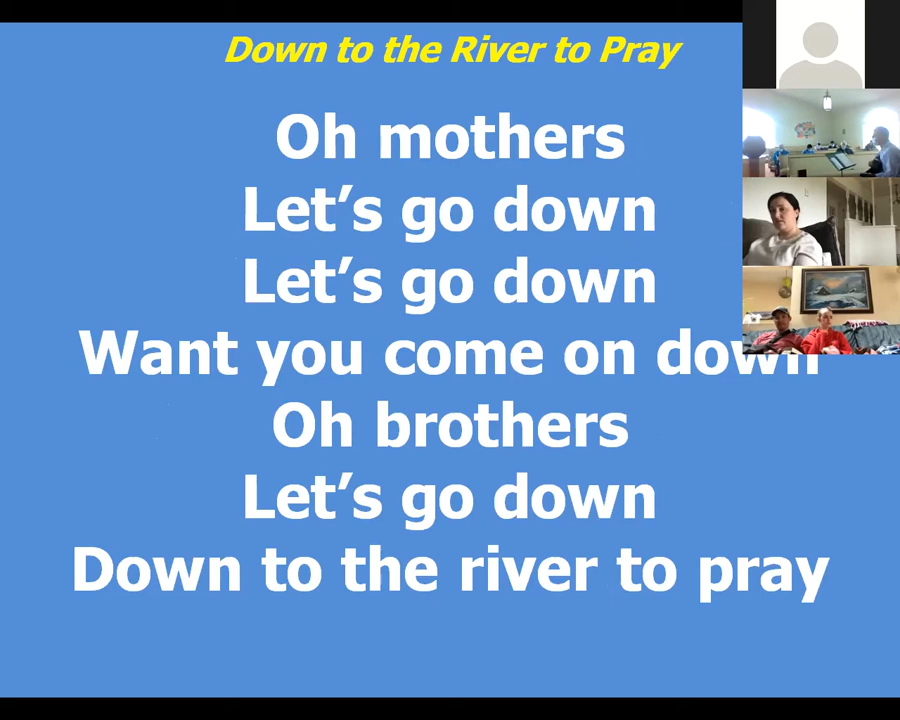 Down to the River to Pray
Oh mothers
Let's go down
Let's go down
Want you come on down
Oh brothers
Let's go down
Down to the river to pray